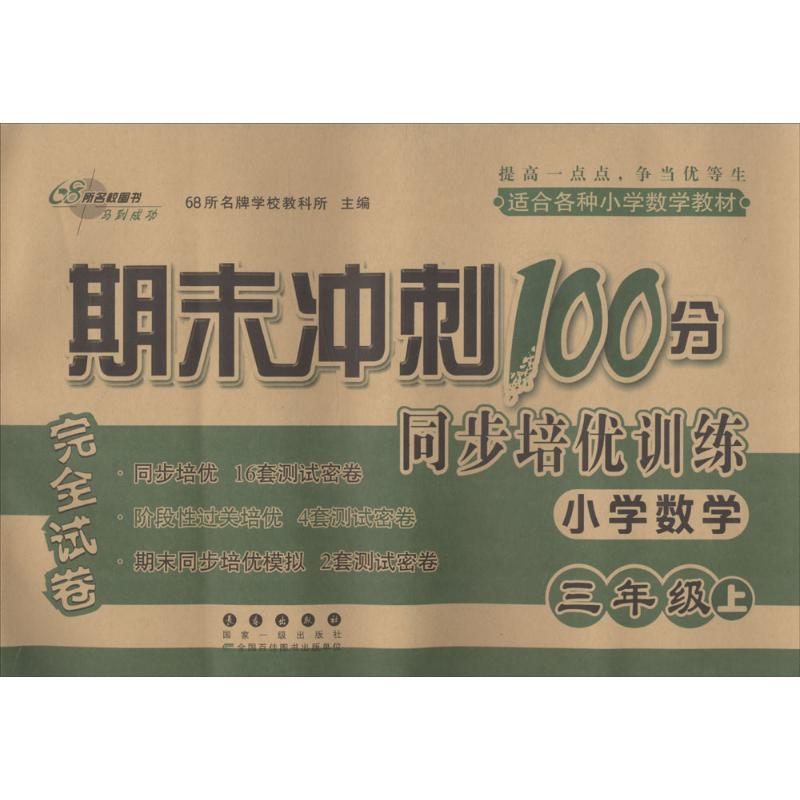 68所名校图书
马到成功
68所名牌学校教科所 主编
提高一点点，争当优等生
适合各种小学数学教材
期末冲刺100分
同步培优训练
小学数学
三年级上
完全试卷
· 同步培优 16套测试密卷
· 阶段性过关培优 4套测试密卷
· 期末同步培优模拟 2套测试密卷
长春出版社
国家一级出版社
全国百佳图书出版单位